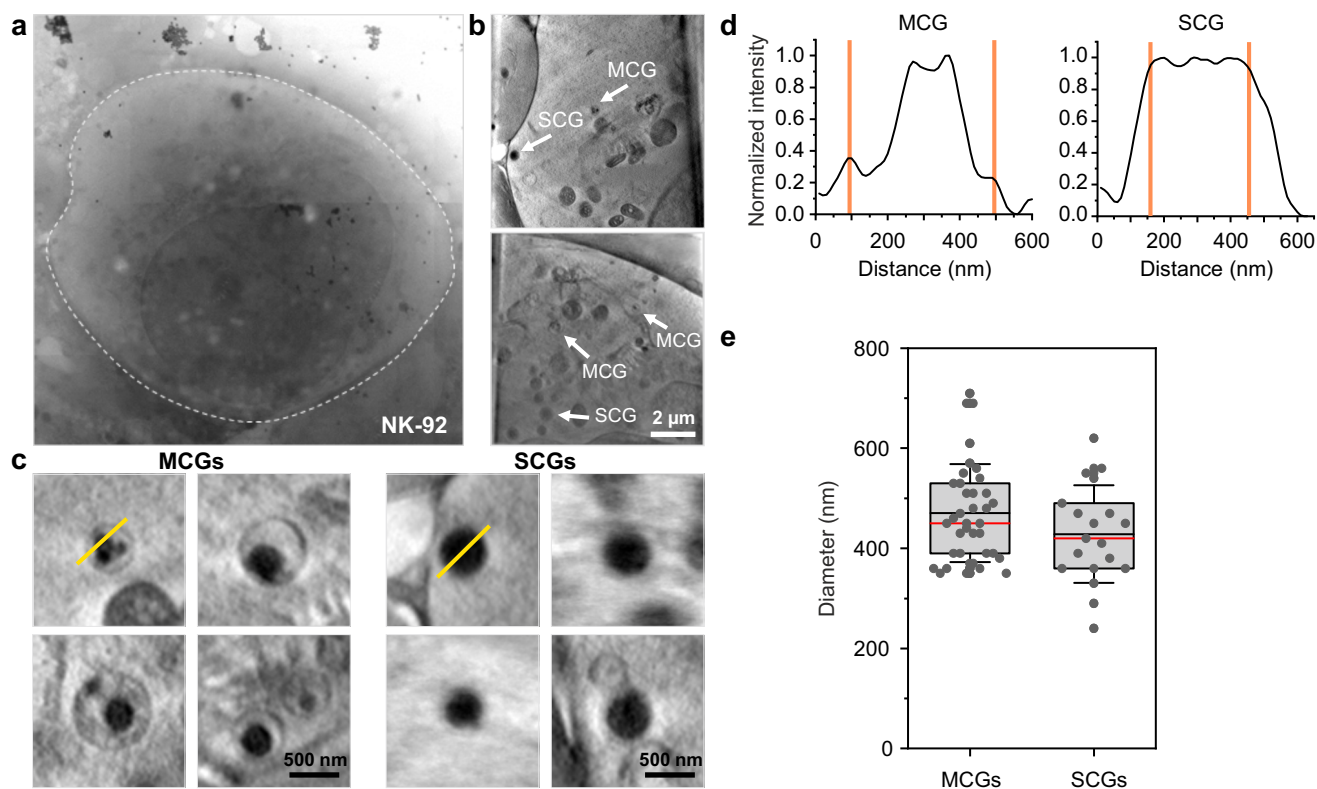 a
NK-92
b
MCG
SCG
MCG
MCG
SCG
2 µm
c
MCGs
SCGs
500 nm
500 nm
d
MCG
SCG
Normalized intensity
1.0
0.8
0.6
0.4
0.2
0.0
0 200 400 600
Distance (nm)
1.0
0.8
0.6
0.4
0.2
0.0
0 200 400 600
Distance (nm)
e
Diameter (nm)
800
600
400
200
0
MCGs SCGs